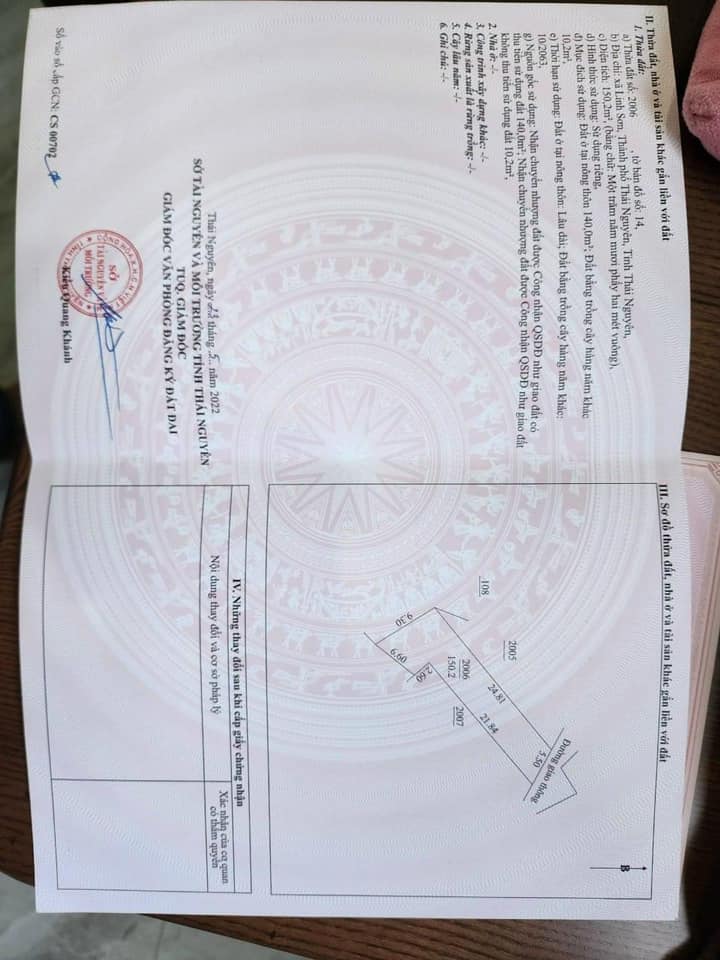 II. Thửa đất, nhà ở và tài sản khác gắn liền với đất
1. Thửa đất:
a) Thửa đất số: 2006 , tờ bản đồ số: 14,
b) Địa chỉ: xã Linh Sơn, Thành phố Thái Nguyên, Tỉnh Thái Nguyên,
c) Diện tích: 150,2m², (bằng chữ: Một trăm năm mươi phẩy hai mét vuông),
d) Hình thức sử dụng: Sử dụng riêng,
đ) Mục đích sử dụng: Đất ở tại nông thôn 140,0m²; Đất bằng trồng cây hàng năm khác
10,2m²,
e) Thời hạn sử dụng: Đất ở tại nông thôn: Lâu dài; Đất bằng trồng cây hàng năm khác:
10/2063,
g) Nguồn gốc sử dụng: Nhận chuyển nhượng đất được Công nhận QSDĐ như giao đất có
thu tiền sử dụng đất 140,0m²; Nhận chuyển nhượng đất được Công nhận QSDĐ như giao đất
không thu tiền sử dụng đất 10,2m²,
2. Nhà ở: -/-
3. Công trình xây dựng khác: -/-
4. Rừng sản xuất là rừng trồng: -/-
5. Cây lâu năm: -/-
6. Ghi chú: -/-
Thái Nguyên, ngày 23 tháng 5 năm 2022
SỞ TÀI NGUYÊN VÀ MÔI TRƯỜNG TỈNH THÁI NGUYÊN
TUQ. GIÁM ĐỐC
GIÁM ĐỐC VĂN PHÒNG ĐĂNG KÝ ĐẤT ĐAI
SỞ
TÀI NGUYÊN VÀ
MÔI TRƯỜNG
Kiều Quang Khánh
Số vào sổ cấp GCN: CS 00702
III. Sơ đồ thửa đất, nhà ở và tài sản khác gắn liền với đất
B
Đường giao thông
5.50
2005
24.81
108
2006
150.2
21.84
2007
9.30
2.60
6.60
IV. Những thay đổi sau khi cấp giấy chứng nhận
Nội dung thay đổi và cơ sở pháp lý
Xác nhận của cơ quan
có thẩm quyền